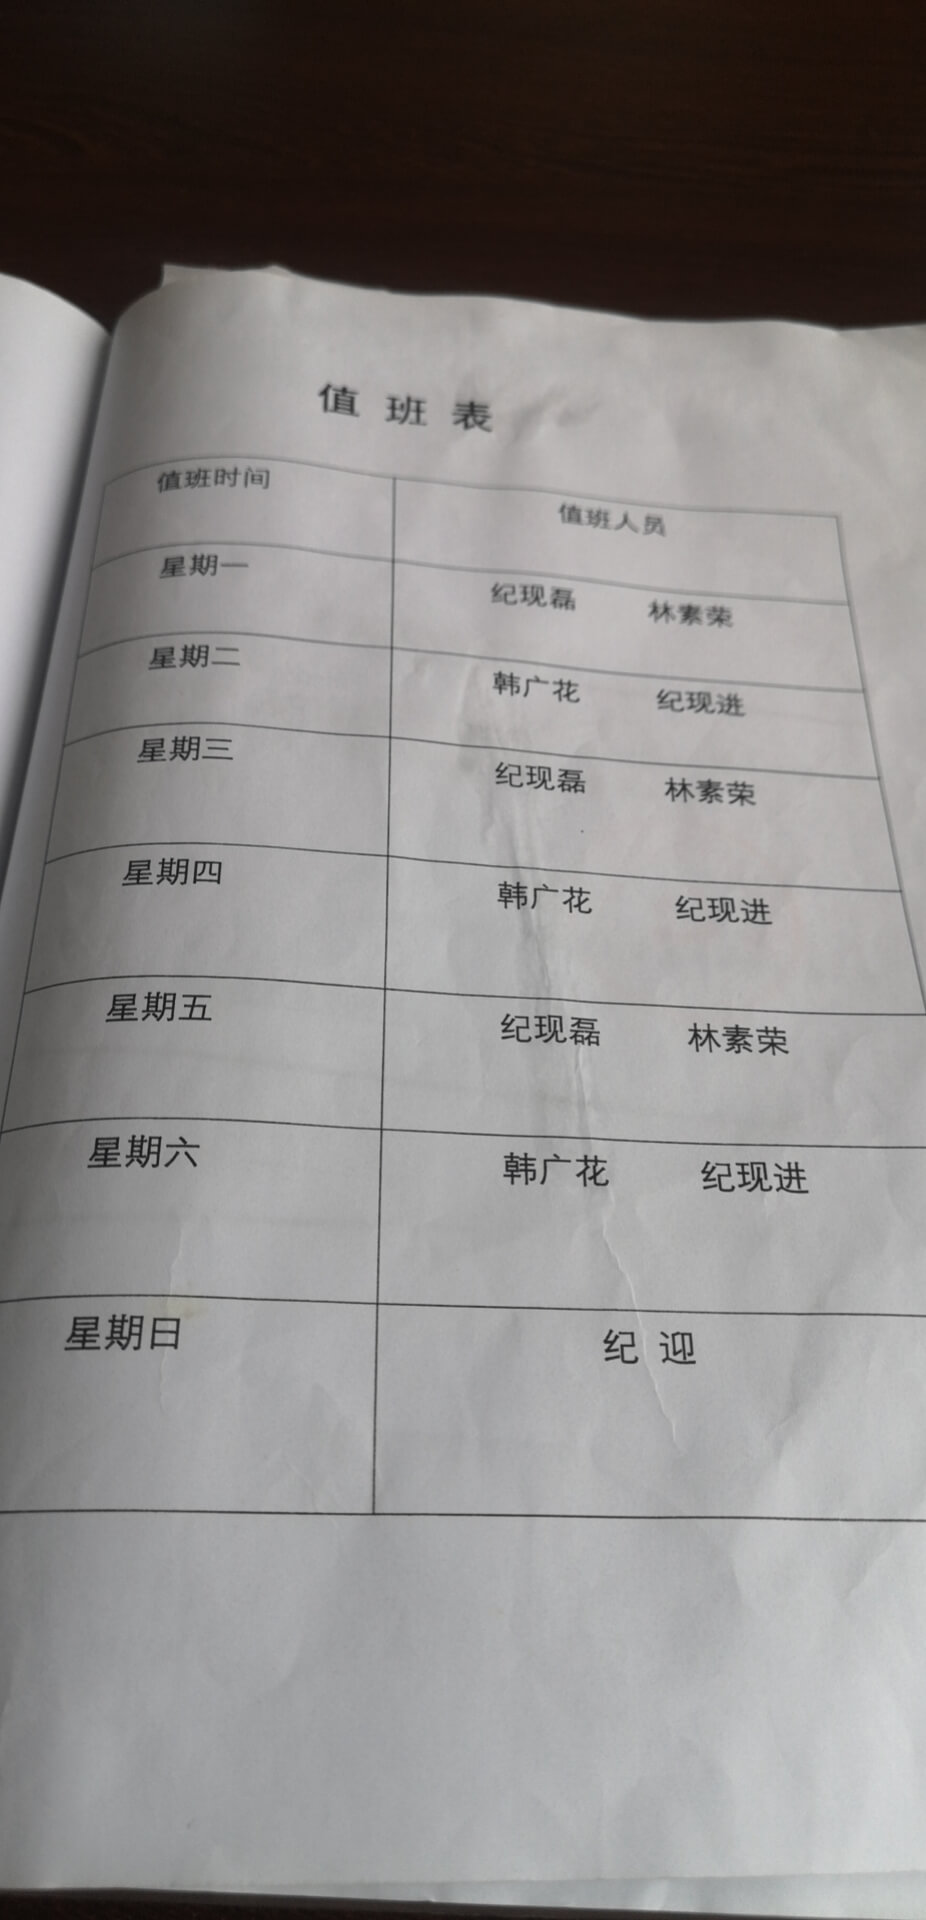 值班表
值班时间 值班人员
星期一 纪现磊 林素荣
星期二 韩广花 纪现进
星期三 纪现磊 林素荣
星期四 韩广花 纪现进
星期五 纪现磊 林素荣
星期六 韩广花 纪现进
星期日 纪迎